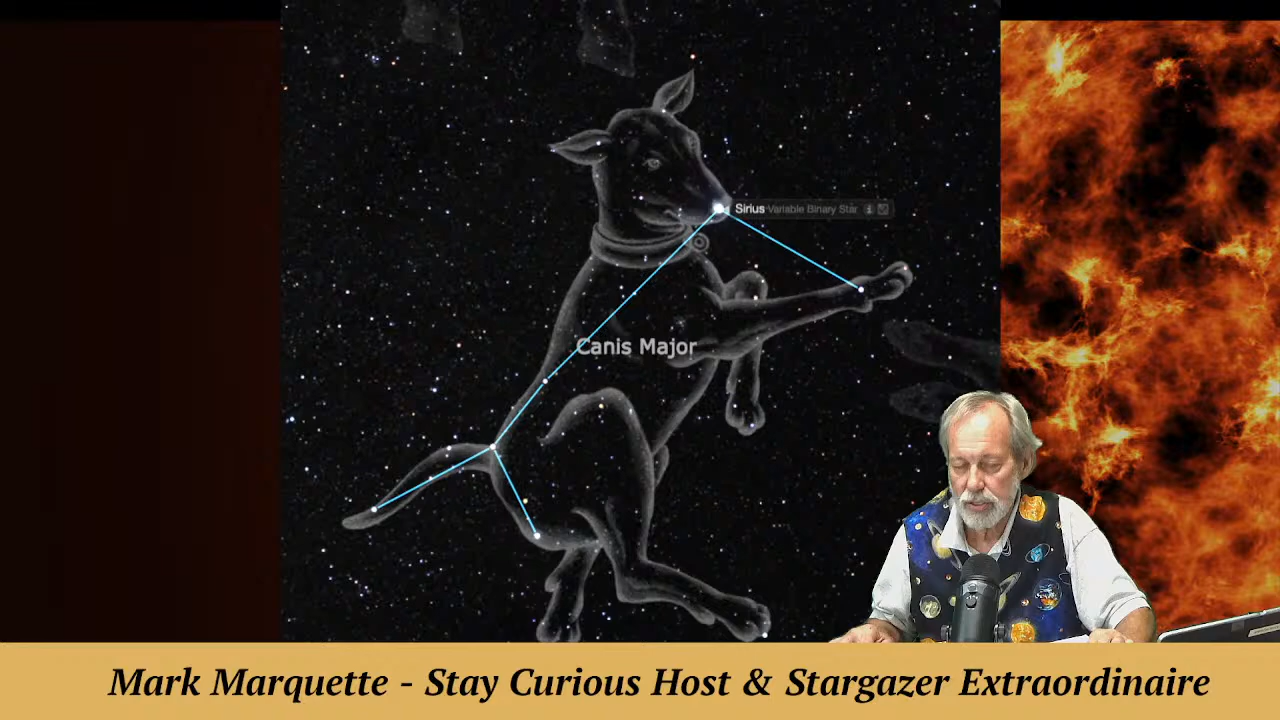 Sirius Variable Binary Star
Canis Major
Mark Marquette - Stay Curious Host & Stargazer Extraordinaire